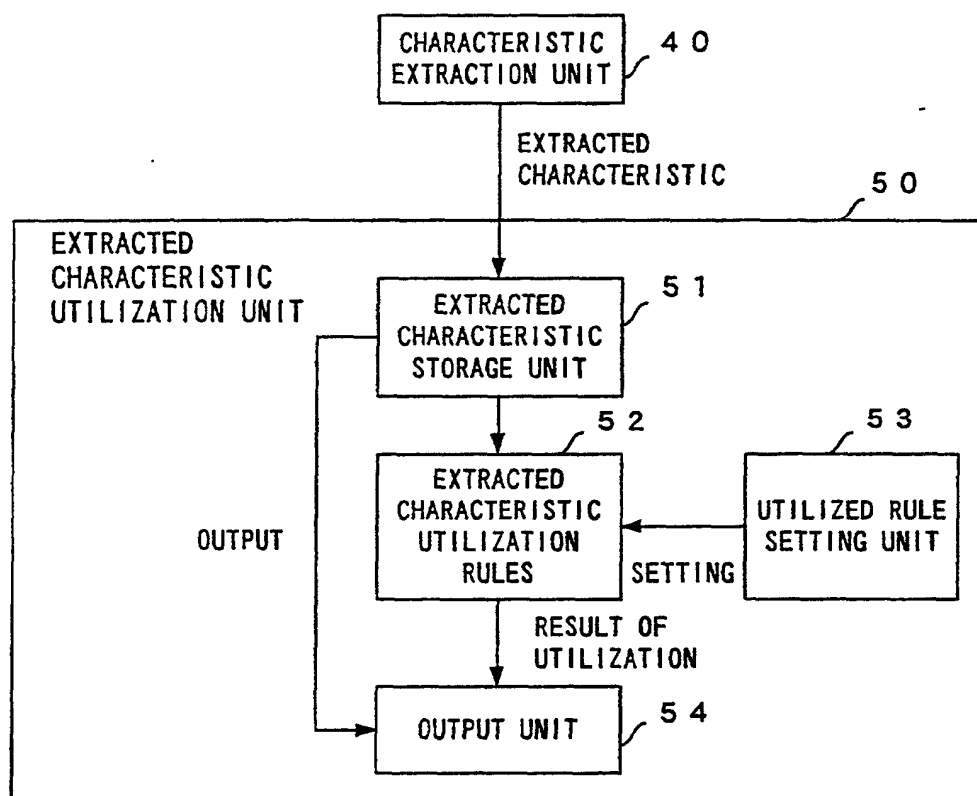 CHARACTERISTIC
EXTRACTION UNIT
40
EXTRACTED
CHARACTERISTIC
50
EXTRACTED
CHARACTERISTIC
UTILIZATION UNIT
51
EXTRACTED
CHARACTERISTIC
STORAGE UNIT
52
53
EXTRACTED
CHARACTERISTIC
UTILIZATION
RULES
UTILIZED RULE
SETTING UNIT
OUTPUT
SETTING
RESULT OF
UTILIZATION
54
OUTPUT UNIT